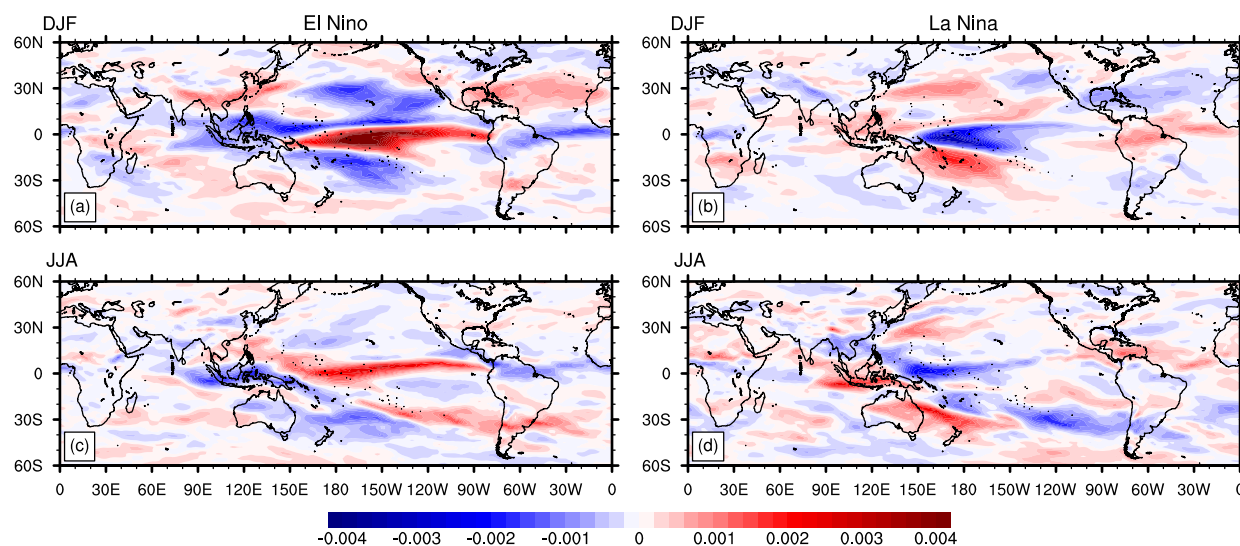 DJF El Nino DJF La Nina
60N 60N
30N 30N
0 0
30S 30S
(a) (b)
60S 60S
JJA JJA
60N 60N
30N 30N
0 0
30S 30S
(c) (d)
60S 60S
0 30E 60E 90E 120E 150E 180 150W 120W 90W 60W 30W 0 0 30E 60E 90E 120E 150E 180 150W 120W 90W 60W 30W 0
-0.004 -0.003 -0.002 -0.001 0 0.001 0.002 0.003 0.004